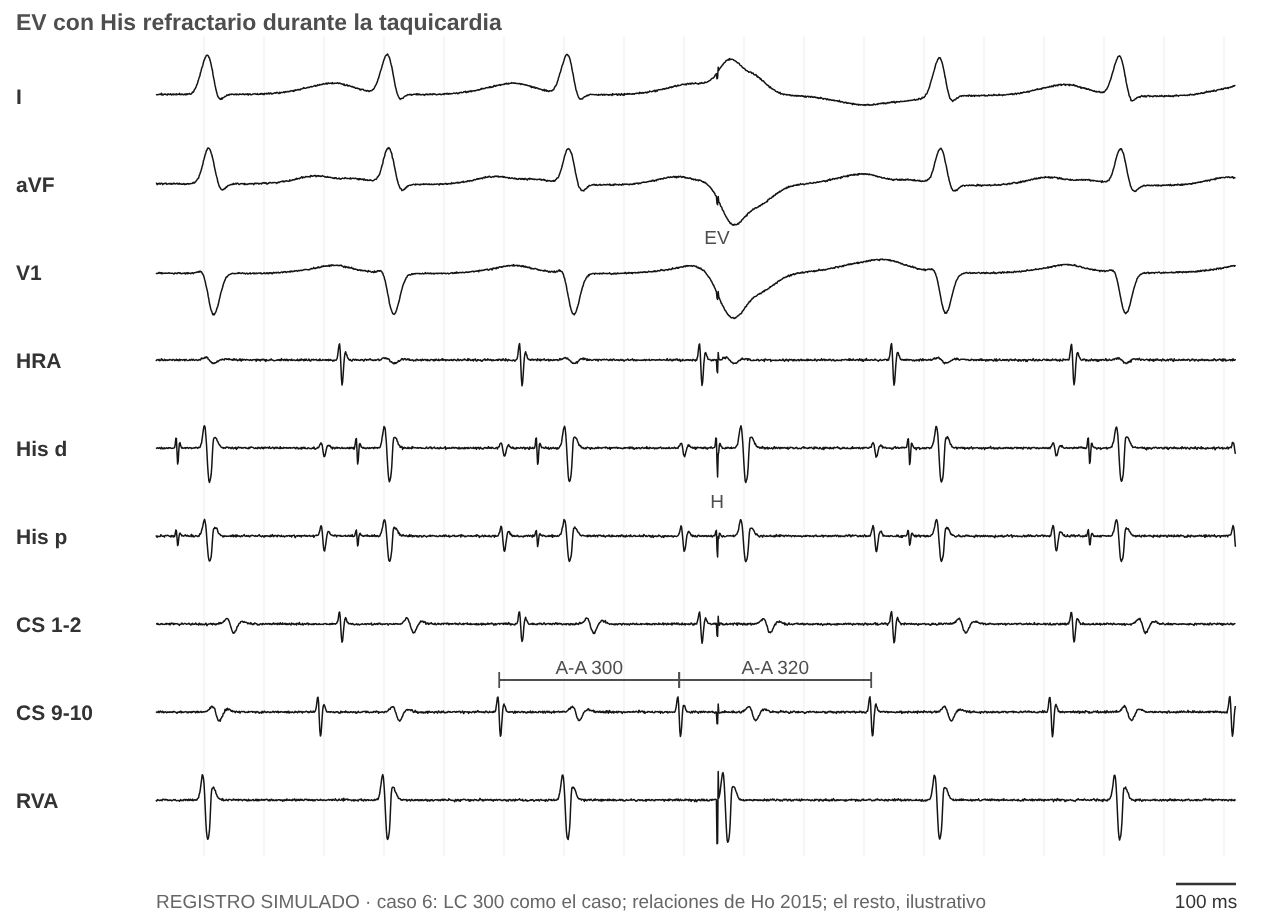 EV con His refractario durante la taquicardia
I
aVF
EV
V1
HRA
His d
H
His p
CS 1-2
A-A 300 A-A 320
CS 9-10
RVA
REGISTRO SIMULADO · caso 6: LC 300 como el caso; relaciones de Ho 2015; el resto, ilustrativo
100 ms